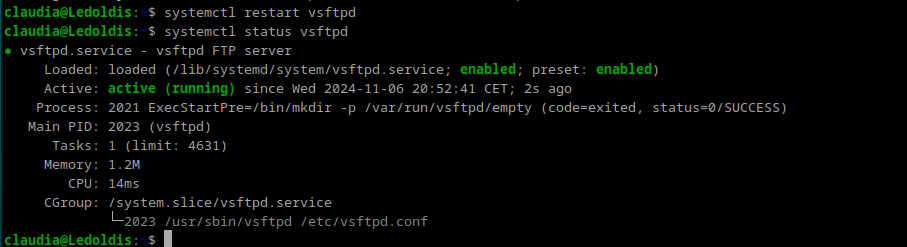 claudia@Ledoldis:~$ systemctl restart vsftpd
claudia@Ledoldis:~$ systemctl status vsftpd
● vsftpd.service - vsftpd FTP server
Loaded: loaded (/lib/systemd/system/vsftpd.service; enabled; preset: enabled)
Active: active (running) since Wed 2024-11-06 20:52:41 CET; 2s ago
Process: 2021 ExecStartPre=/bin/mkdir -p /var/run/vsftpd/empty (code=exited, status=0/SUCCESS)
Main PID: 2023 (vsftpd)
Tasks: 1 (limit: 4631)
Memory: 1.2M
CPU: 14ms
CGroup: /system.slice/vsftpd.service
└─2023 /usr/sbin/vsftpd /etc/vsftpd.conf
claudia@Ledoldis:~$